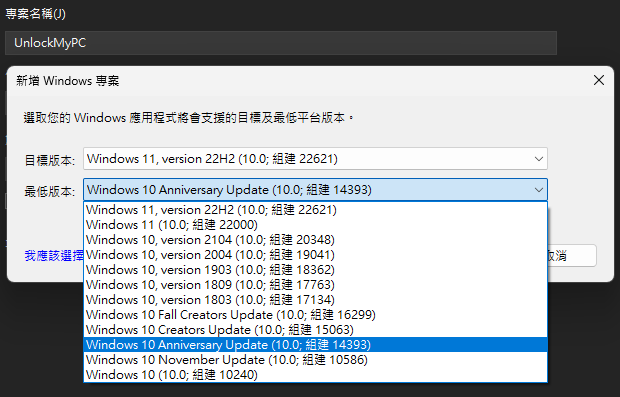 專案名稱(J)
UnlockMyPC
新增 Windows 專案
選取您的 Windows 應用程式將會支援的目標及最低平台版本。
目標版本: Windows 11, version 22H2 (10.0; 組建 22621)
最低版本: Windows 10 Anniversary Update (10.0; 組建 14393)
Windows 11, version 22H2 (10.0; 組建 22621)
Windows 11 (10.0; 組建 22000)
Windows 10, version 2104 (10.0; 組建 20348)
Windows 10, version 2004 (10.0; 組建 19041)
Windows 10, version 1903 (10.0; 組建 18362)
我應該選擇 Windows 10, version 1809 (10.0; 組建 17763) 取消
Windows 10, version 1803 (10.0; 組建 17134)
Windows 10 Fall Creators Update (10.0; 組建 16299)
Windows 10 Creators Update (10.0; 組建 15063)
Windows 10 Anniversary Update (10.0; 組建 14393)
Windows 10 November Update (10.0; 組建 10586)
Windows 10 (10.0; 組建 10240)